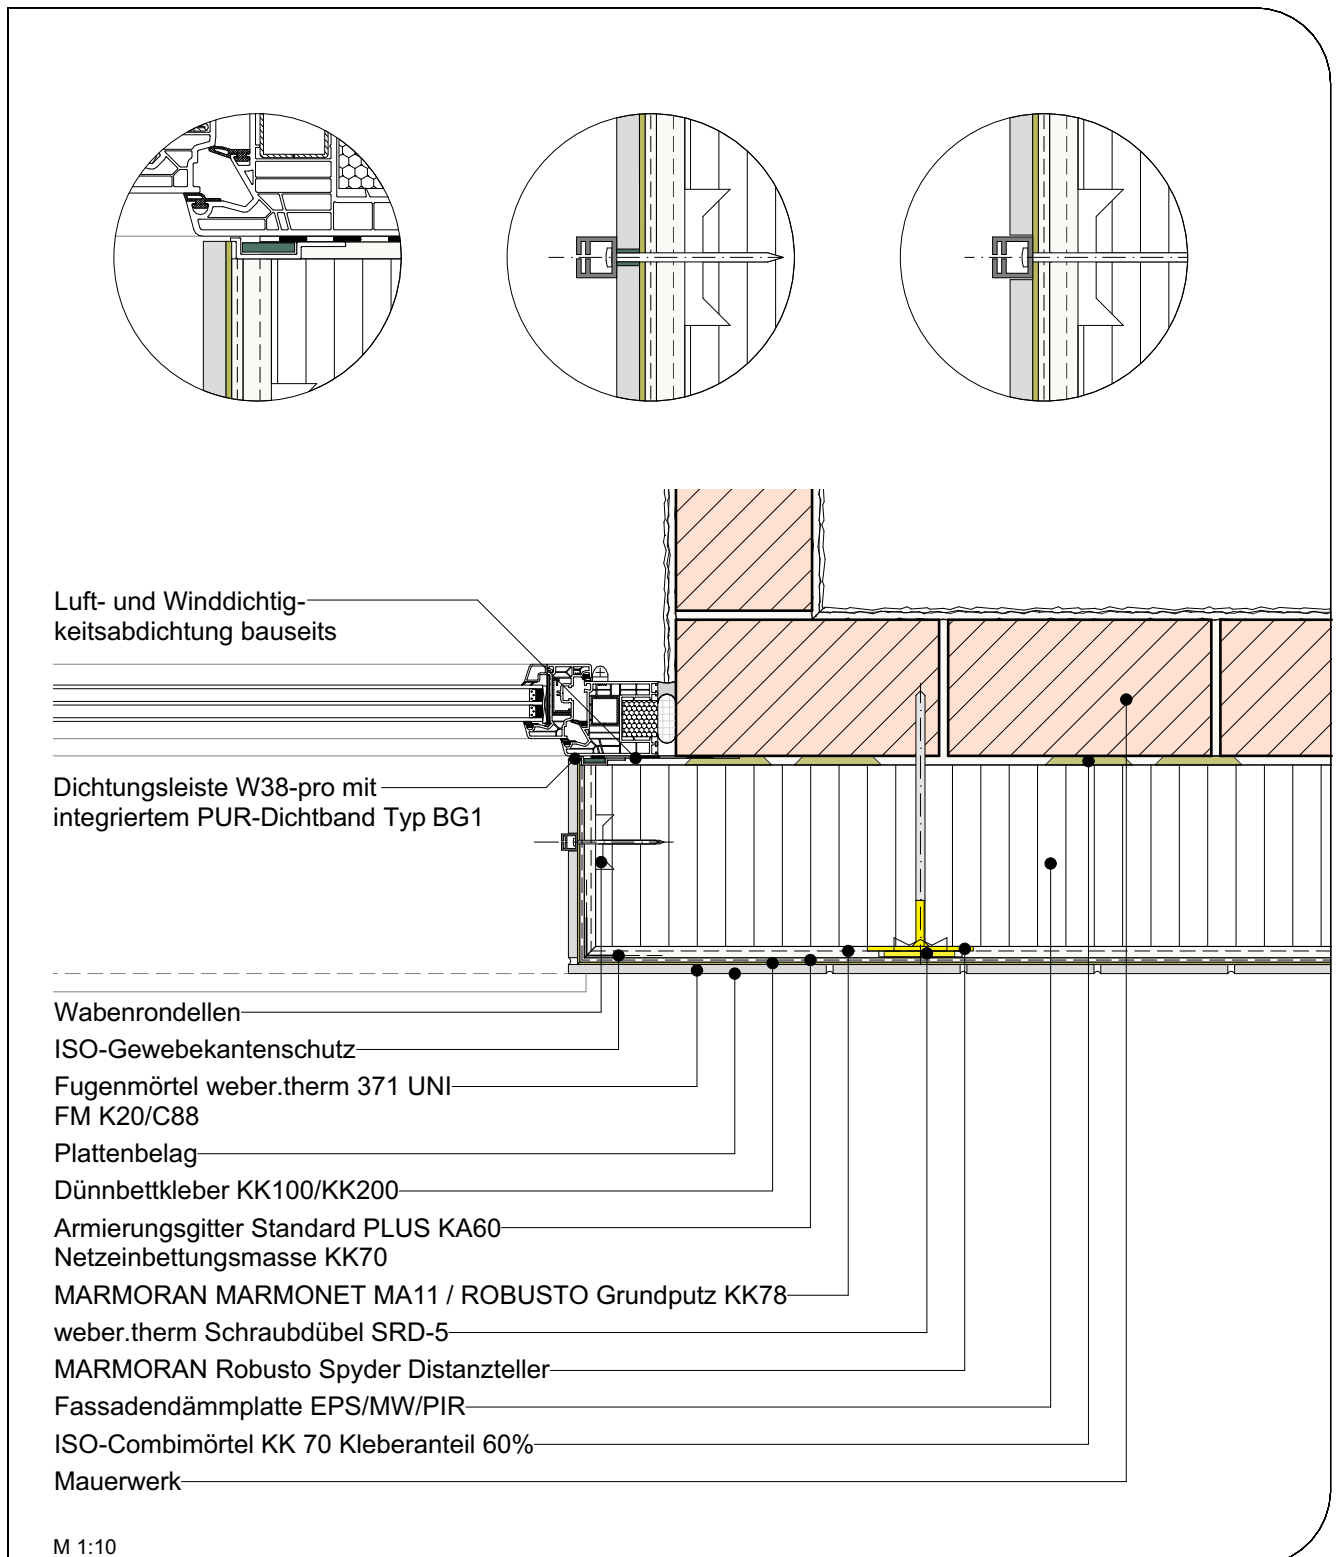 Luft- und Winddichtig-
keitsabdichtung bauseits
Dichtungsleiste W38-pro mit
integriertem PUR-Dichtband Typ BG1
Wabenrondellen
ISO-Gewebekantenschutz
Fugenmörtel weber.therm 371 UNI
FM K20/C88
Plattenbelag
Dünnbettkleber KK100/KK200
Armierungsgitter Standard PLUS KA60
Netzeinbettungsmasse KK70
MARMORAN MARMONET MA11 / ROBUSTO Grundputz KK78
weber.therm Schraubdübel SRD-5
MARMORAN Robusto Spyder Distanzteller
Fassadendämmplatte EPS/MW/PIR
ISO-Combimörtel KK 70 Kleberanteil 60%
Mauerwerk
M 1:10